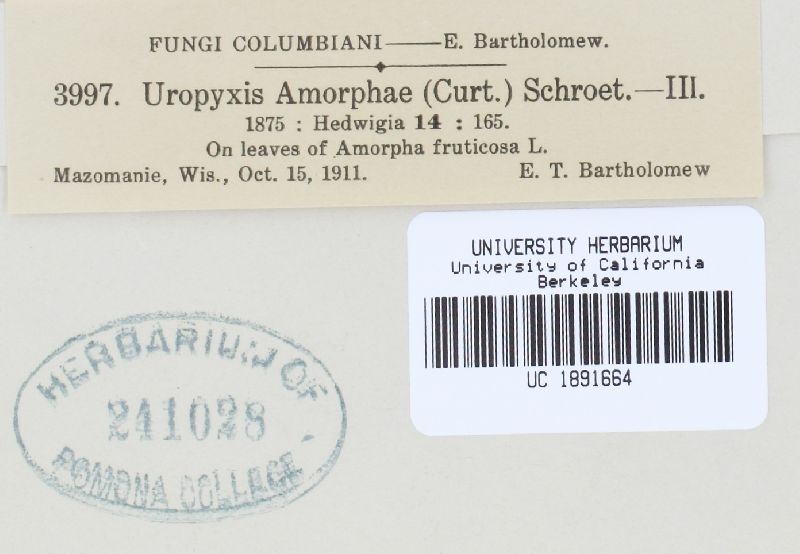 FUNGI COLUMBIANI——E. Bartholomew.
3997. Uropyxis Amorphae (Curt.) Schroet.—III.
1875 : Hedwigia 14 : 165.
On leaves of Amorpha fruticosa L.
Mazomanie, Wis., Oct. 15, 1911. E. T. Bartholomew
UNIVERSITY HERBARIUM
University of California
Berkeley
UC 1891664
HERBARIUM OF
241028
POMONA COLLEGE